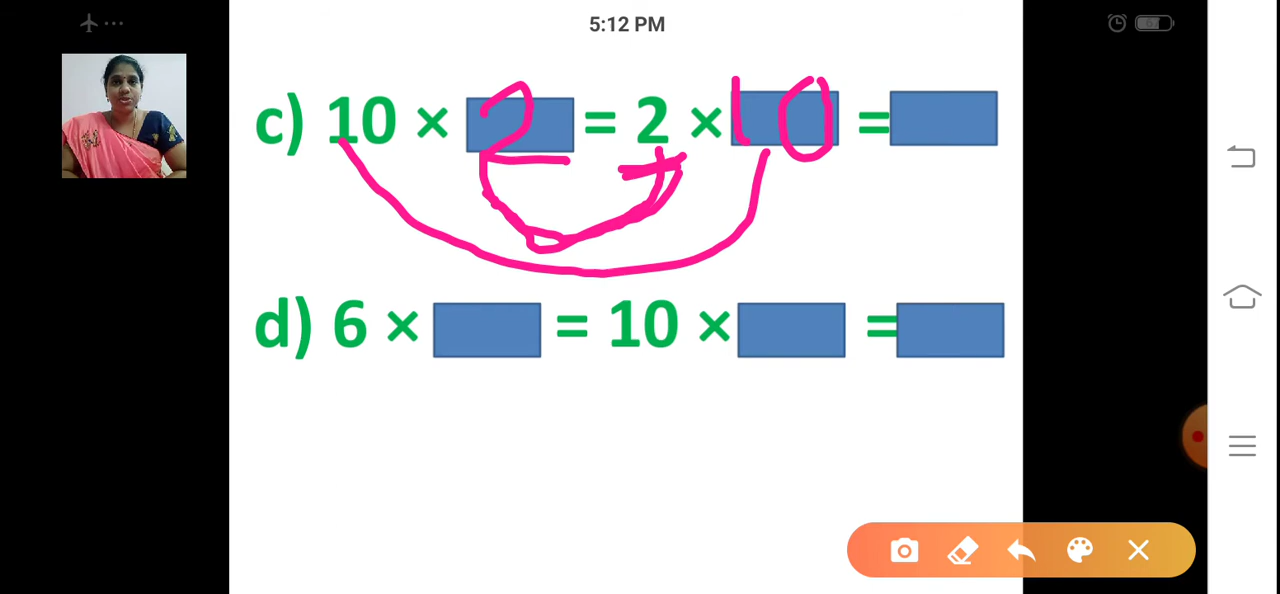 5:12 PM
c) 10 × 2 = 2 × 10 =
d) 6 × = 10 × =